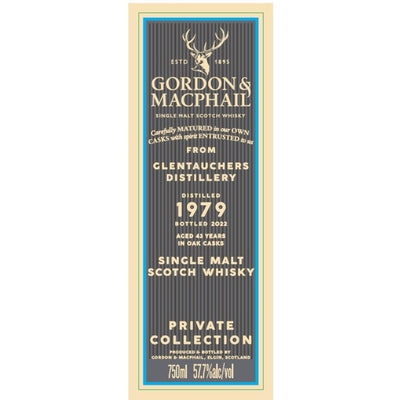 ESTD 1895
GORDON &
MACPHAIL
SINGLE MALT SCOTCH WHISKY
Carefully MATURED in our OWN
CASKS with spirit ENTRUSTED to us
FROM
GLENTAUCHERS
DISTILLERY
DISTILLED
1979
BOTTLED 2022
AGED 43 YEARS
IN OAK CASKS
SINGLE MALT
SCOTCH WHISKY
PRIVATE
COLLECTION
PRODUCED & BOTTLED BY
GORDON & MACPHAIL, ELGIN, SCOTLAND
750ml 57.7%alc/vol